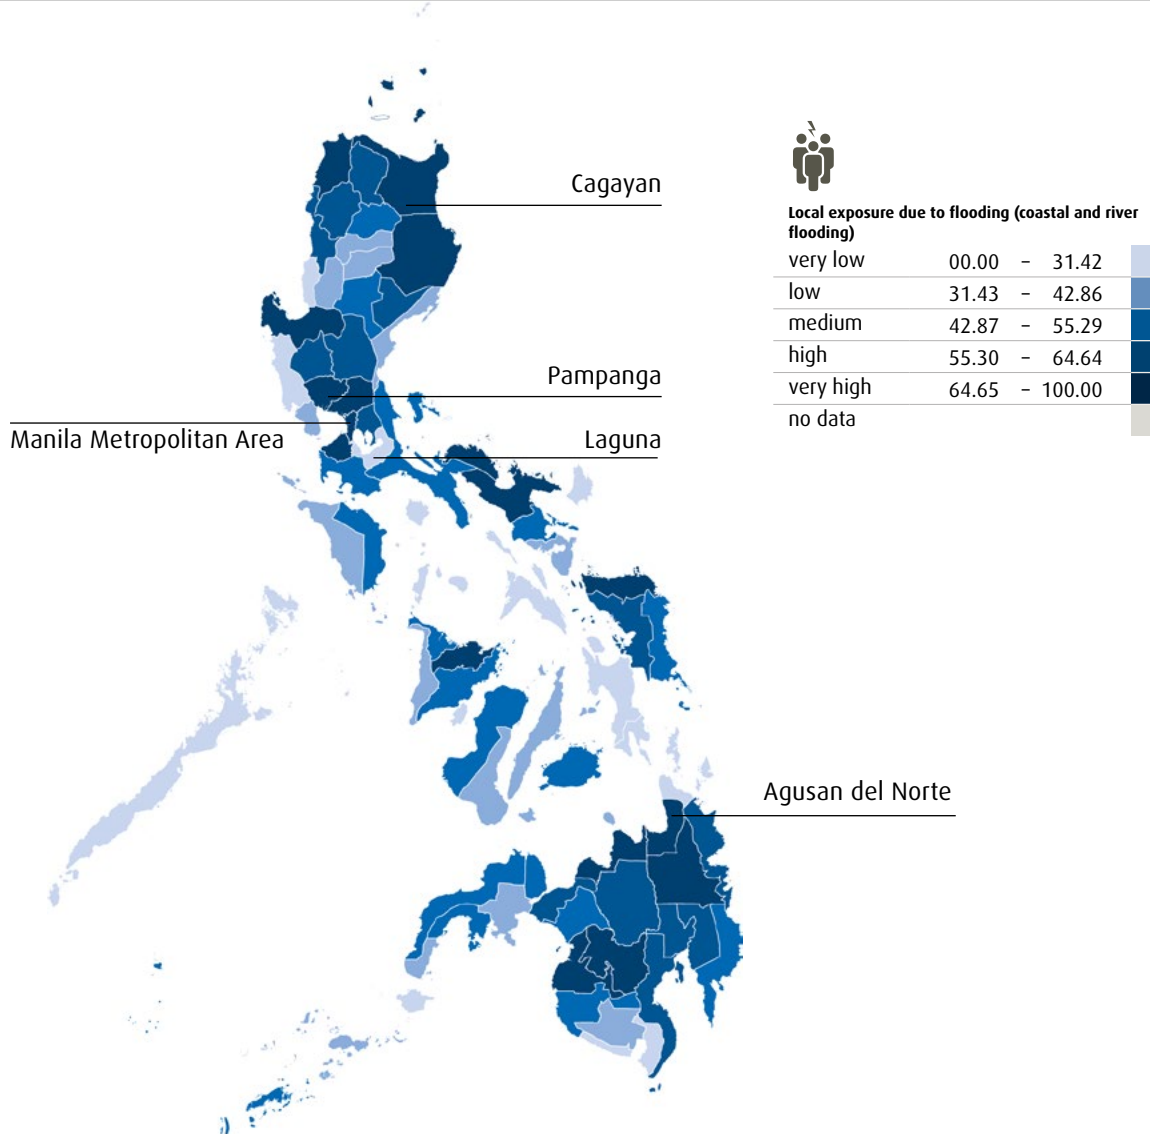 Cagayan
Local exposure due to flooding (coastal and river
flooding)
very low 00.00 – 31.42
low 31.43 – 42.86
medium 42.87 – 55.29
high 55.30 – 64.64
very high 64.65 – 100.00
no data
Pampanga
Manila Metropolitan Area
Laguna
Agusan del Norte